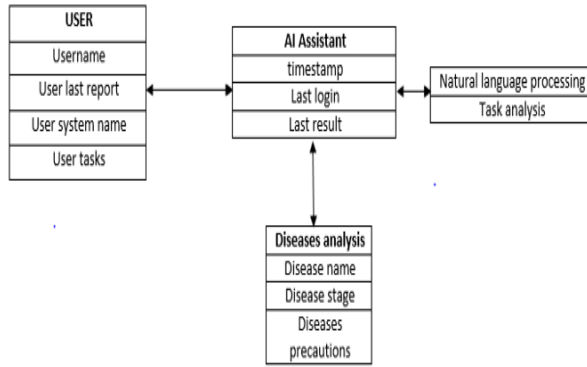 USER
Username
User last report
User system name
User tasks
AI Assistant
timestamp
Last login
Last result
Natural language processing
Task analysis
Diseases analysis
Disease name
Disease stage
Diseases
precautions